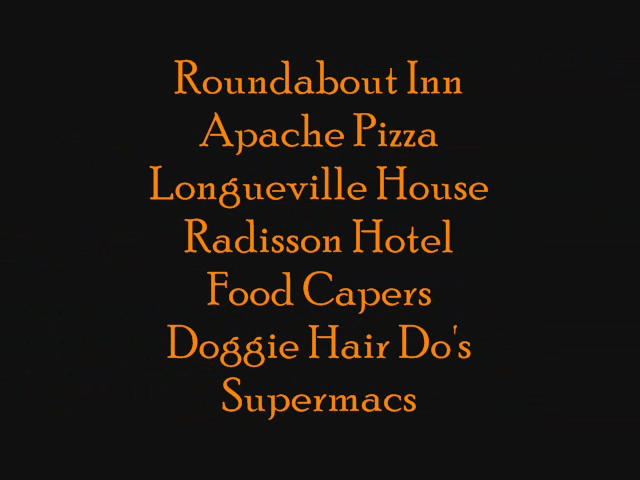 Roundabout Inn
Apache Pizza
Longueville House
Radisson Hotel
Food Capers
Doggie Hair Do's
Supermacs